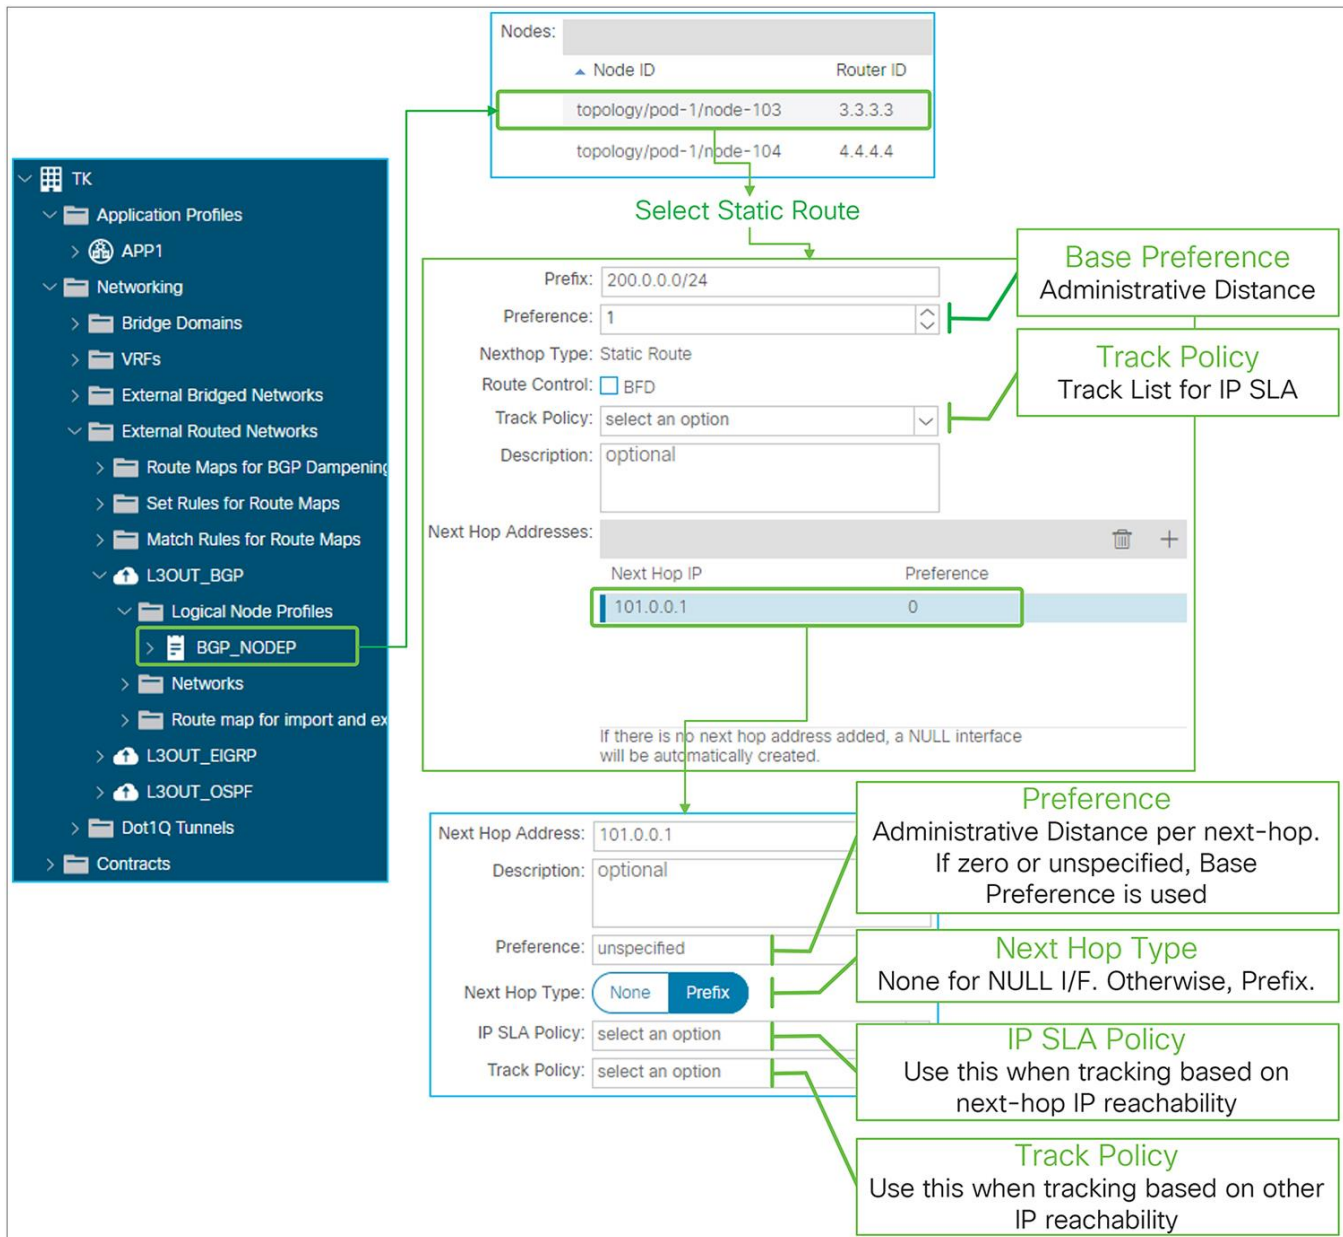 Nodes:
Node ID Router ID
topology/pod-1/node-103 3.3.3.3
topology/pod-1/node-104 4.4.4.4
TK
Application Profiles
APP1
Networking
Bridge Domains
VRFs
External Bridged Networks
External Routed Networks
Route Maps for BGP Dampening
Set Rules for Route Maps
Match Rules for Route Maps
L3OUT_BGP
Logical Node Profiles
BGP_NODEP
Networks
Route map for import and ex
L3OUT_EIGRP
L3OUT_OSPF
Dot1Q Tunnels
Contracts
Select Static Route
Prefix: 200.0.0.0/24
Preference: 1
Nexthop Type: Static Route
Route Control: BFD
Track Policy: select an option
Description: optional
Next Hop Addresses:
Next Hop IP Preference
101.0.0.1 0
If there is no next hop address added, a NULL interface
will be automatically created.
Base Preference
Administrative Distance
Track Policy
Track List for IP SLA
Next Hop Address: 101.0.0.1
Description: optional
Preference: unspecified
Next Hop Type: None Prefix
IP SLA Policy: select an option
Track Policy: select an option
Preference
Administrative Distance per next-hop.
If zero or unspecified, Base
Preference is used
Next Hop Type
None for NULL I/F. Otherwise, Prefix.
IP SLA Policy
Use this when tracking based on
next-hop IP reachability
Track Policy
Use this when tracking based on other
IP reachability